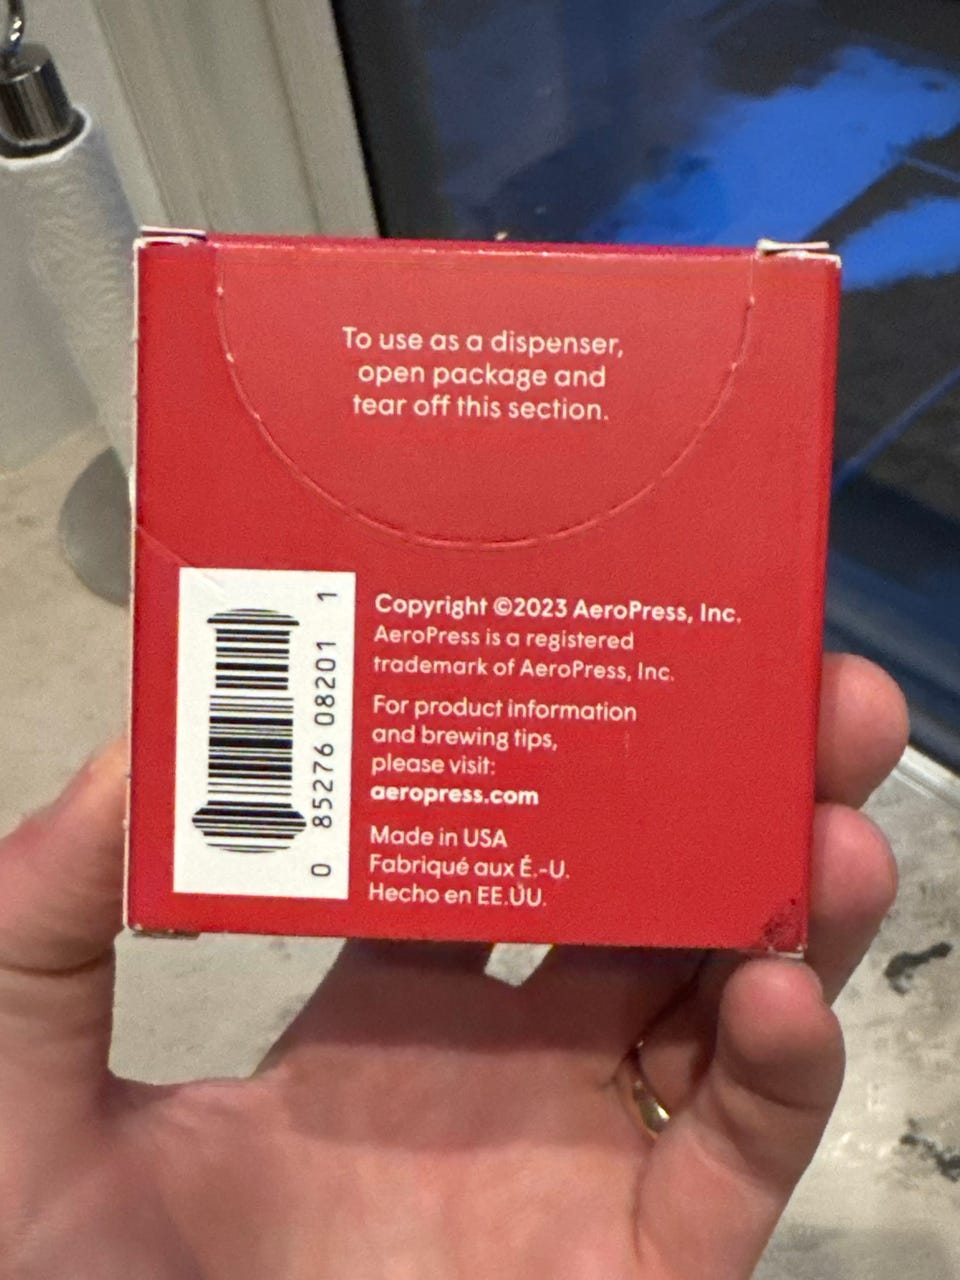 To use as a dispenser,
open package and
tear off this section.
0 85276 08201 1
Copyright ©2023 AeroPress, Inc.
AeroPress is a registered
trademark of AeroPress, Inc.
For product information
and brewing tips,
please visit:
aeropress.com
Made in USA
Fabriqué aux É.-U.
Hecho en EE.UU.